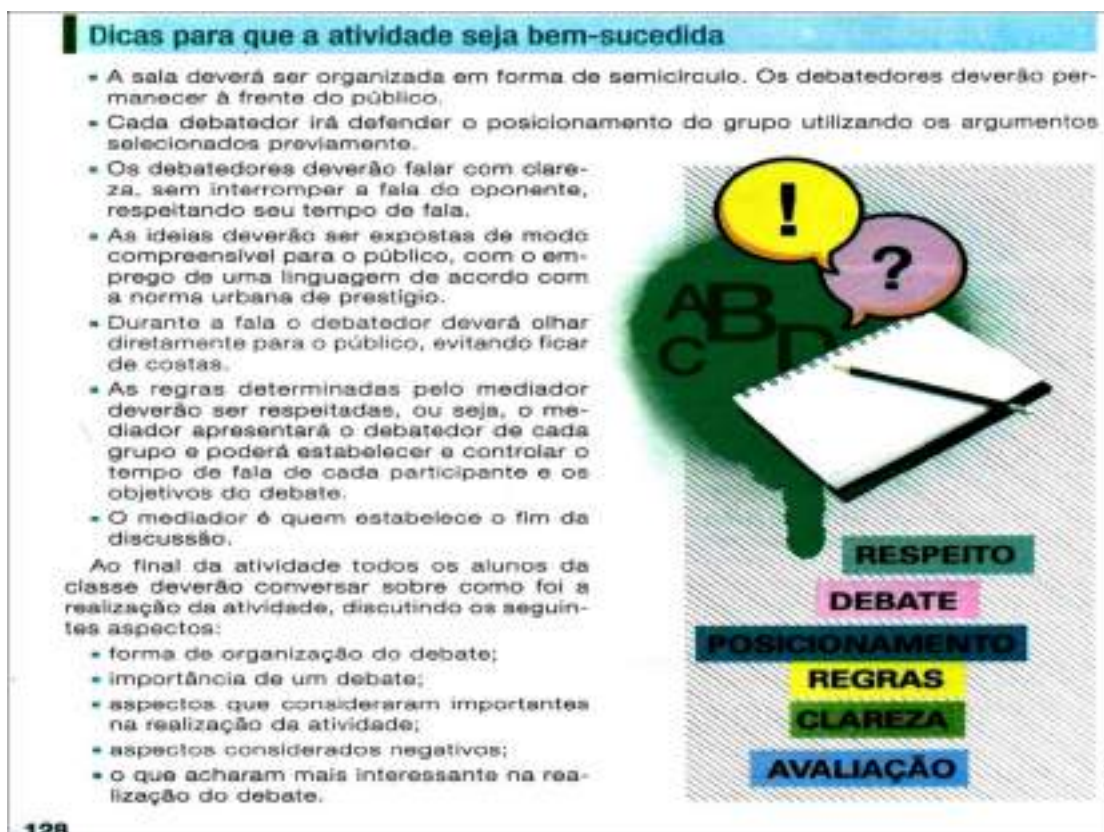 Dicas para que a atividade seja bem-sucedida
• A sala deverá ser organizada em forma de semicírculo. Os debatedores deverão per-
manecer à frente do público.
• Cada debatedor irá defender o posicionamento do grupo utilizando os argumentos
selecionados previamente.
• Os debatedores deverão falar com clare-
za, sem interromper a fala do oponente,
respeitando seu tempo de fala.
• As ideias deverão ser expostas de modo
compreensível para o público, com o em-
prego de uma linguagem de acordo com
a norma urbana de prestígio.
• Durante a fala o debatedor deverá olhar
diretamente para o público, evitando ficar
de costas.
• As regras determinadas pelo mediador
deverão ser respeitadas, ou seja, o me-
diador apresentará o debatedor de cada
grupo e poderá estabelecer e controlar o
tempo de fala de cada participante e os
objetivos do debate.
• O mediador é quem estabelece o fim da
discussão.
Ao final da atividade todos os alunos da
classe deverão conversar sobre como foi a
realização da atividade, discutindo os seguin-
tes aspectos:
• forma de organização do debate;
• importância de um debate;
• aspectos que consideraram importantes
na realização da atividade;
• aspectos considerados negativos;
• o que acharam mais interessante na rea-
lização do debate.
!
?
A B C D
RESPEITO
DEBATE
POSICIONAMENTO
REGRAS
CLAREZA
AVALIAÇÃO
128